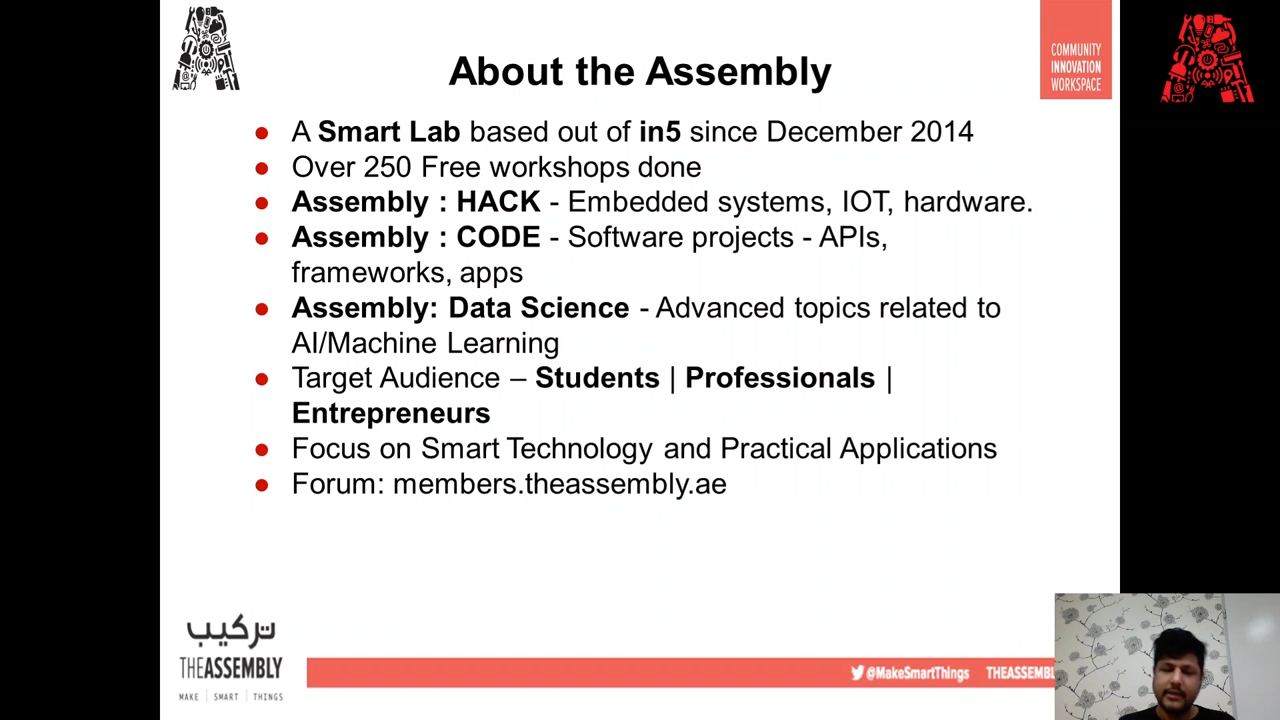 About the Assembly
COMMUNITY
INNOVATION
WORKSPACE
● A Smart Lab based out of in5 since December 2014
● Over 250 Free workshops done
● Assembly : HACK - Embedded systems, IOT, hardware.
● Assembly : CODE - Software projects - APIs,
frameworks, apps
● Assembly: Data Science - Advanced topics related to
AI/Machine Learning
● Target Audience – Students | Professionals |
Entrepreneurs
● Focus on Smart Technology and Practical Applications
● Forum: members.theassembly.ae
تركيب
THEASSEMBLY
MAKE | SMART | THINGS
@MakeSmartThings THEASSEMBL